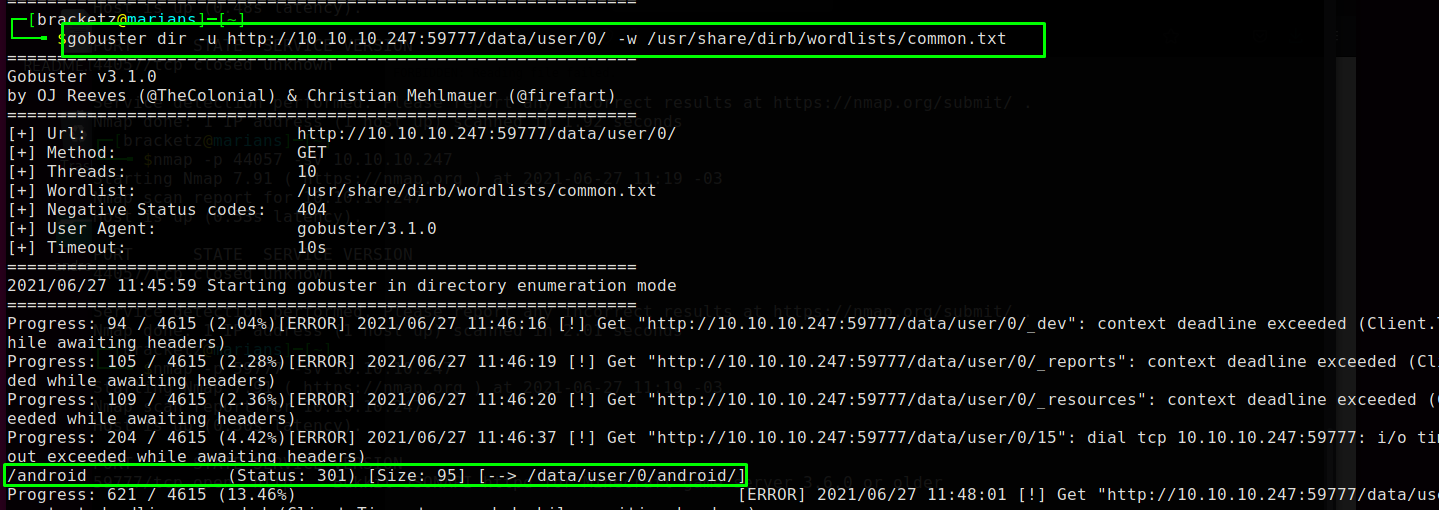 ┌─[bracketz@marians]─[~]
└──╼ $gobuster dir -u http://10.10.10.247:59777/data/user/0/ -w /usr/share/dirb/wordlists/common.txt
===============================================================
Gobuster v3.1.0
by OJ Reeves (@TheColonial) & Christian Mehlmauer (@firefart)
===============================================================
[+] Url:                     http://10.10.10.247:59777/data/user/0/
[+] Method:                  GET
[+] Threads:                 10
[+] Wordlist:                /usr/share/dirb/wordlists/common.txt
[+] Negative Status codes:   404
[+] User Agent:              gobuster/3.1.0
[+] Timeout:                 10s
===============================================================
2021/06/27 11:45:59 Starting gobuster in directory enumeration mode
===============================================================
Progress: 94 / 4615 (2.04%)[ERROR] 2021/06/27 11:46:16 [!] Get "http://10.10.10.247:59777/data/user/0/_dev": context deadline exceeded (Client.
hile awaiting headers)
Progress: 105 / 4615 (2.28%)[ERROR] 2021/06/27 11:46:19 [!] Get "http://10.10.10.247:59777/data/user/0/_reports": context deadline exceeded (Cl
ded while awaiting headers)
Progress: 109 / 4615 (2.36%)[ERROR] 2021/06/27 11:46:20 [!] Get "http://10.10.10.247:59777/data/user/0/_resources": context deadline exceeded (
eeded while awaiting headers)
Progress: 204 / 4615 (4.42%)[ERROR] 2021/06/27 11:46:37 [!] Get "http://10.10.10.247:59777/data/user/0/15": dial tcp 10.10.10.247:59777: i/o tim
out exceeded while awaiting headers)
/android              (Status: 301) [Size: 95] [--> /data/user/0/android/]
Progress: 621 / 4615 (13.46%)                                            [ERROR] 2021/06/27 11:48:01 [!] Get "http://10.10.10.247:59777/data/use